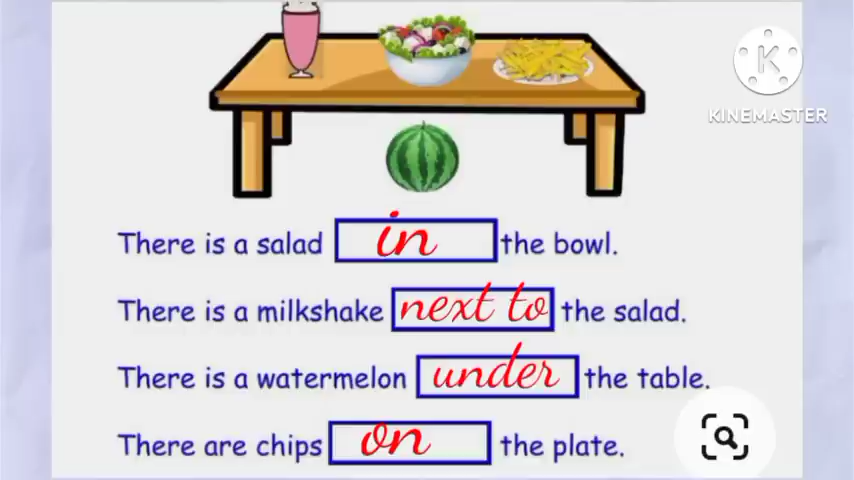 KINEMASTER
There is a salad in the bowl.
There is a milkshake next to the salad.
There is a watermelon under the table.
There are chips on the plate.